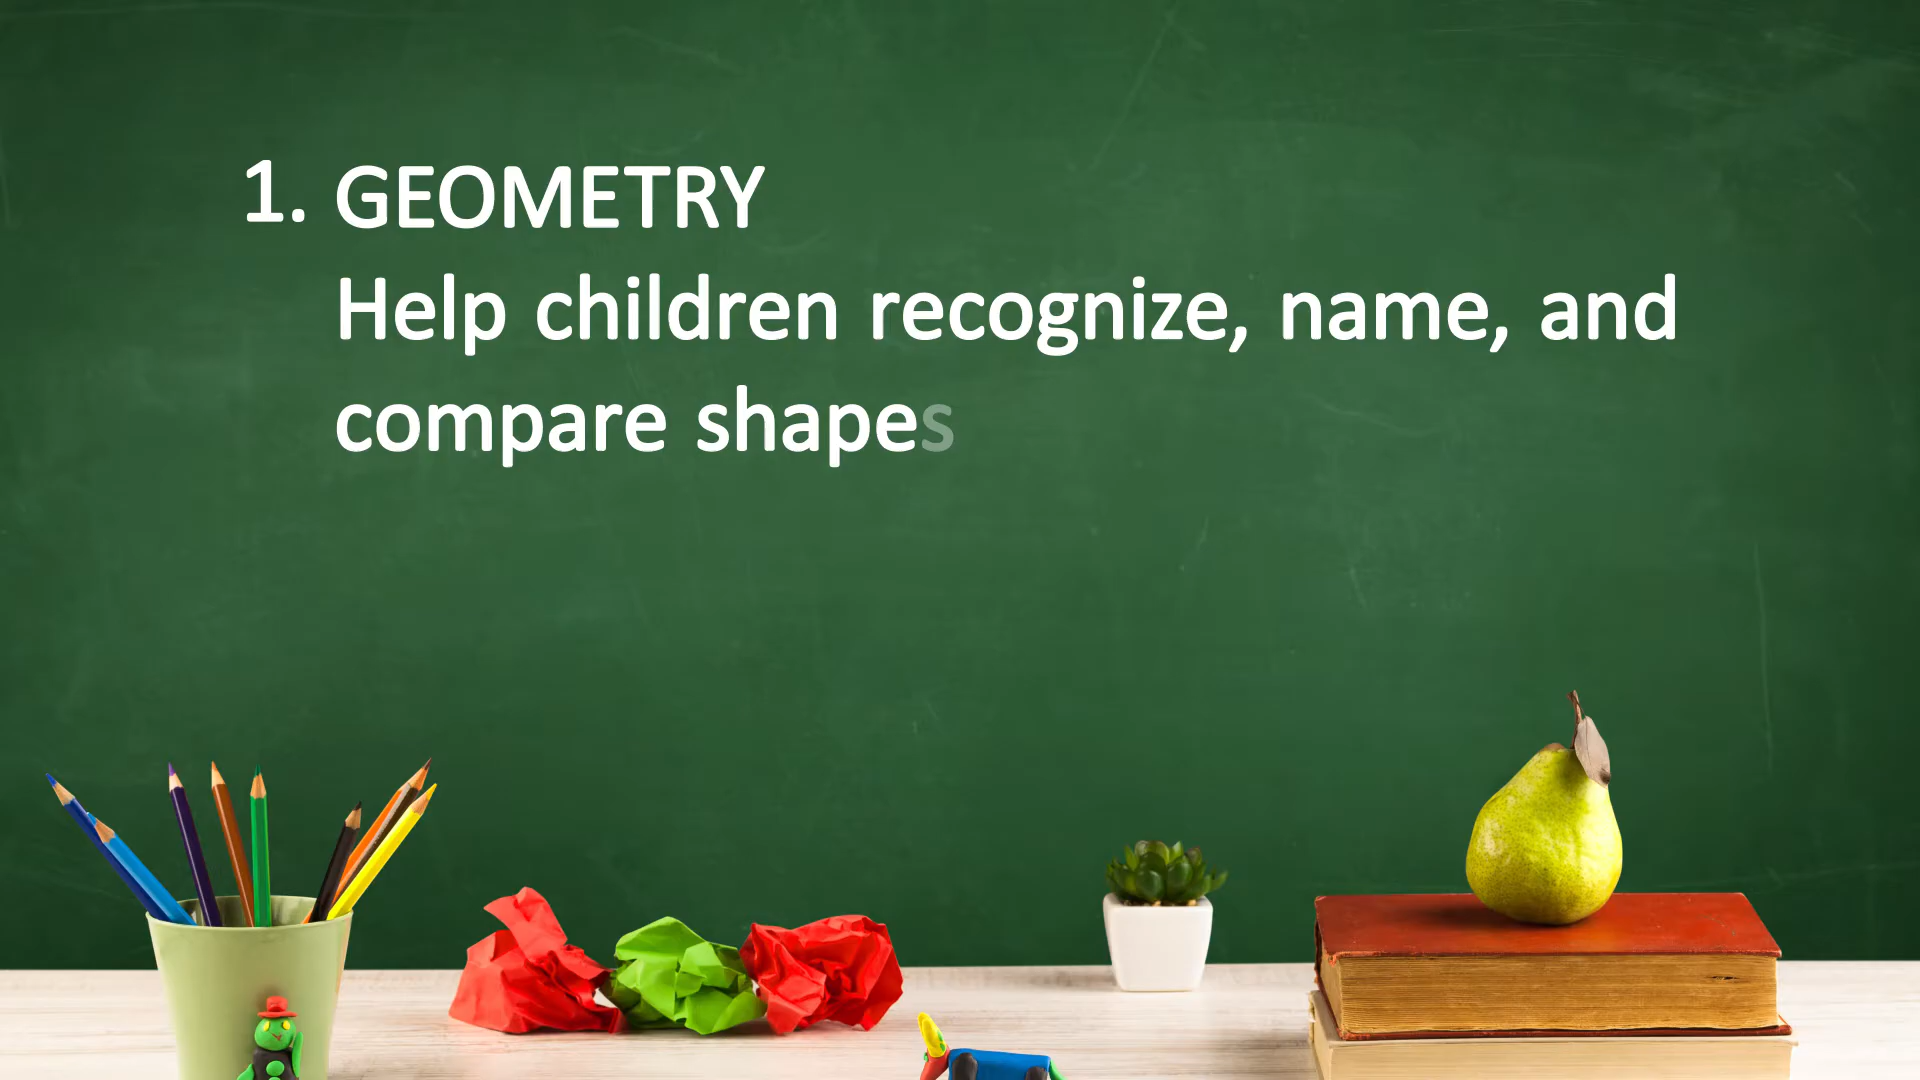 1. GEOMETRY
Help children recognize, name, and
compare shapes